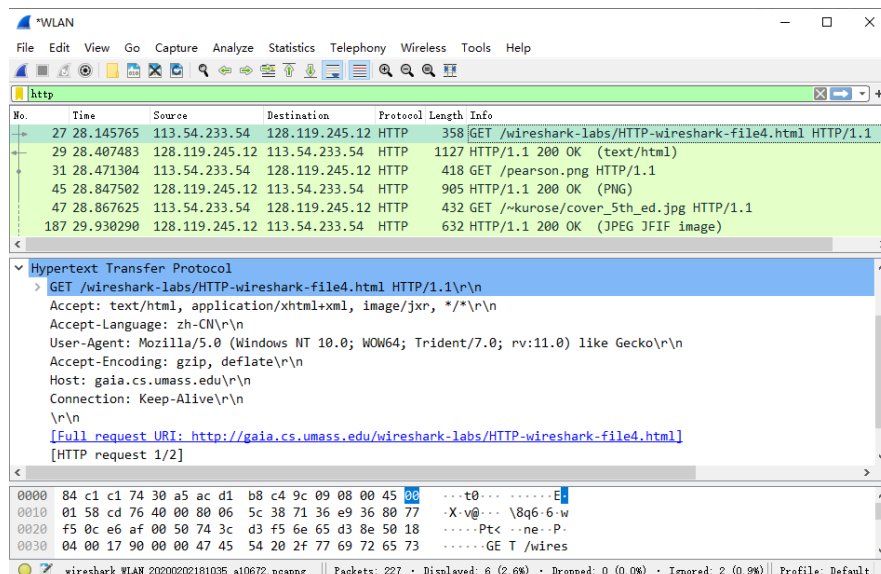 *WLAN
File Edit View Go Capture Analyze Statistics Telephony Wireless Tools Help
http
No. Time Source Destination Protocol Length Info
27 28.145765 113.54.233.54 128.119.245.12 HTTP 358 GET /wireshark-labs/HTTP-wireshark-file4.html HTTP/1.1
29 28.407483 128.119.245.12 113.54.233.54 HTTP 1127 HTTP/1.1 200 OK (text/html)
31 28.471304 113.54.233.54 128.119.245.12 HTTP 418 GET /pearson.png HTTP/1.1
45 28.847502 128.119.245.12 113.54.233.54 HTTP 905 HTTP/1.1 200 OK (PNG)
47 28.867625 113.54.233.54 128.119.245.12 HTTP 432 GET /~kurose/cover_5th_ed.jpg HTTP/1.1
187 29.930290 128.119.245.12 113.54.233.54 HTTP 632 HTTP/1.1 200 OK (JPEG JFIF image)
Hypertext Transfer Protocol
GET /wireshark-labs/HTTP-wireshark-file4.html HTTP/1.1\r\n
Accept: text/html, application/xhtml+xml, image/jxr, */*\r\n
Accept-Language: zh-CN\r\n
User-Agent: Mozilla/5.0 (Windows NT 10.0; WOW64; Trident/7.0; rv:11.0) like Gecko\r\n
Accept-Encoding: gzip, deflate\r\n
Host: gaia.cs.umass.edu\r\n
Connection: Keep-Alive\r\n
\r\n
[Full request URI: http://gaia.cs.umass.edu/wireshark-labs/HTTP-wireshark-file4.html]
[HTTP request 1/2]
0000 84 c1 c1 74 30 a5 ac d1 b8 c4 9c 09 08 00 45 00 ···t0··· ······E·
0010 01 58 cd 76 40 00 80 06 5c 38 71 36 e9 36 80 77 ·X·v@··· \8q6·6·w
0020 f5 0c e6 af 00 50 74 3c d3 f5 6e 65 d3 8e 50 18 ·····Pt< ··ne··P·
0030 04 00 17 90 00 00 47 45 54 20 2f 77 69 72 65 73 ······GE T /wires
wireshark_WLAN_20200202181035_a10672.pcapng Packets: 227 · Displayed: 6 (2.6%) · Dropped: 0 (0.0%) · Ignored: 2 (0.9%) Profile: Default